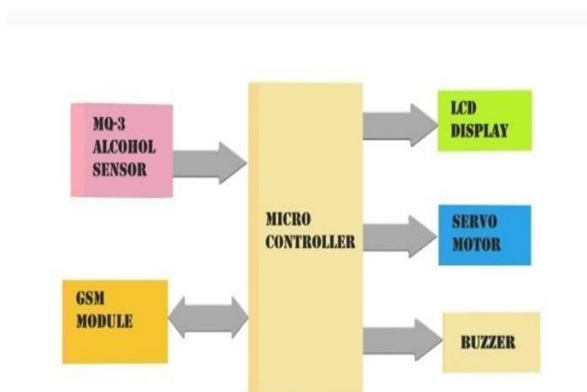 MQ-3
ALCOHOL
SENSOR
GSM
MODULE
MICRO
CONTROLLER
LCD
DISPLAY
SERVO
MOTOR
BUZZER